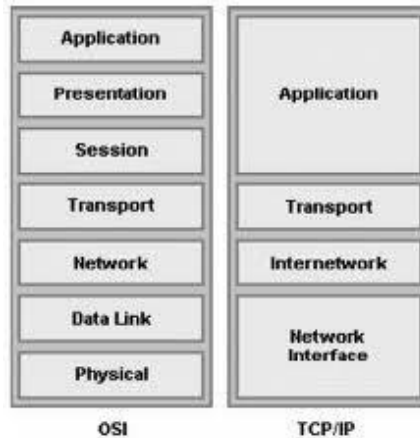 Application
Presentation
Session
Transport
Network
Data Link
Physical
OSI
Application
Transport
Internetwork
Network
Interface
TCP/IP